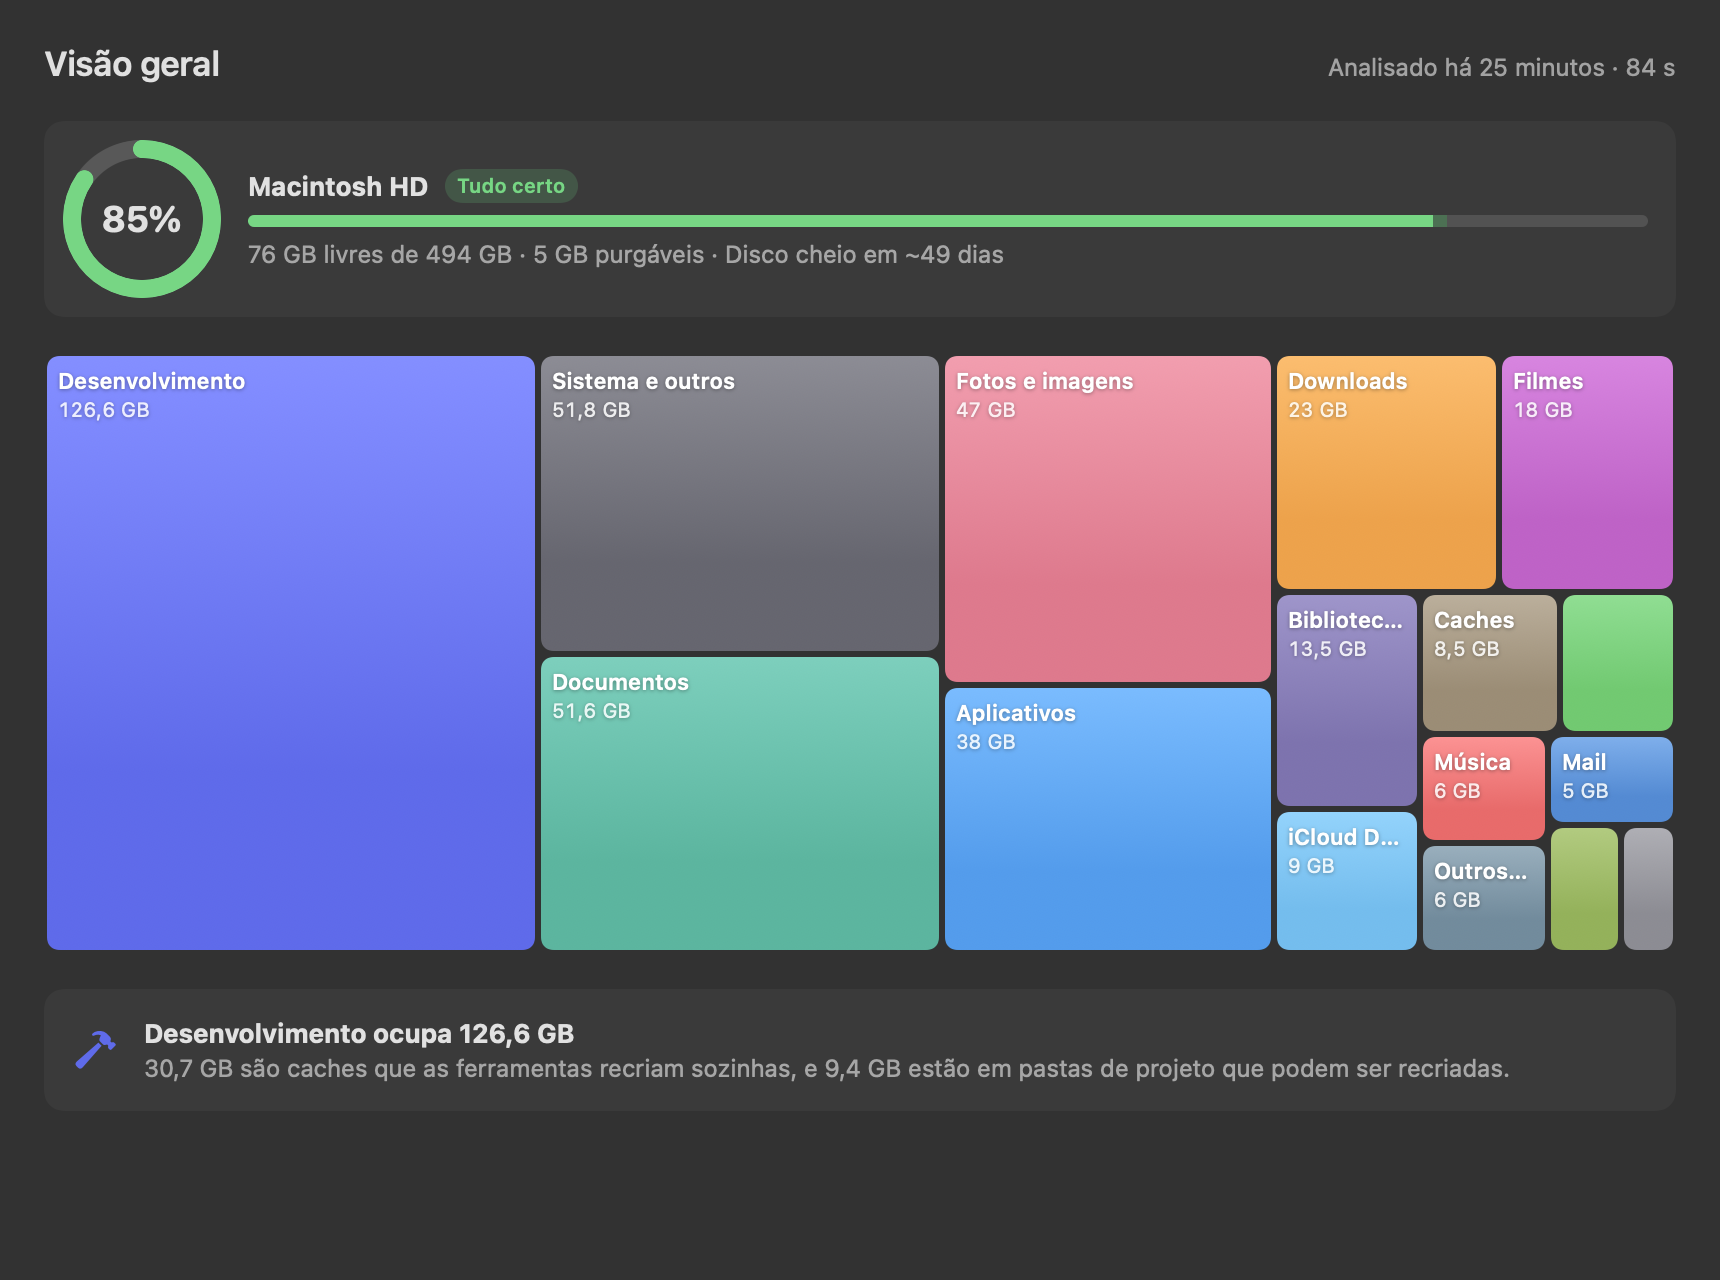 Visão geral
Analisado há 25 minutos · 84 s
85%
Macintosh HD
Tudo certo
76 GB livres de 494 GB · 5 GB purgáveis · Disco cheio em ~49 dias
Desenvolvimento
126,6 GB
Sistema e outros
51,8 GB
Fotos e imagens
47 GB
Downloads
23 GB
Filmes
18 GB
Bibliotec...
13,5 GB
Caches
8,5 GB
Documentos
51,6 GB
Aplicativos
38 GB
Música
6 GB
Mail
5 GB
iCloud D...
9 GB
Outros...
6 GB
Desenvolvimento ocupa 126,6 GB
30,7 GB são caches que as ferramentas recriam sozinhas, e 9,4 GB estão em pastas de projeto que podem ser recriadas.